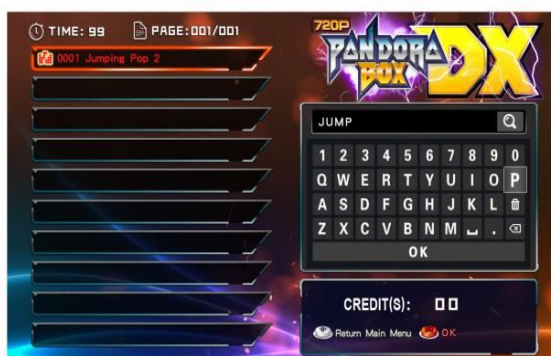 TIME: 99
PAGE:001/001
0001 Jumping Pop 2
720P
PANDORA
BOX
DX
JUMP
1 2 3 4 5 6 7 8 9 0
Q W E R T Y U I O P
A S D F G H J K L
Z X C V B N M .
OK
CREDIT(S): 00
Return Main Menu OK